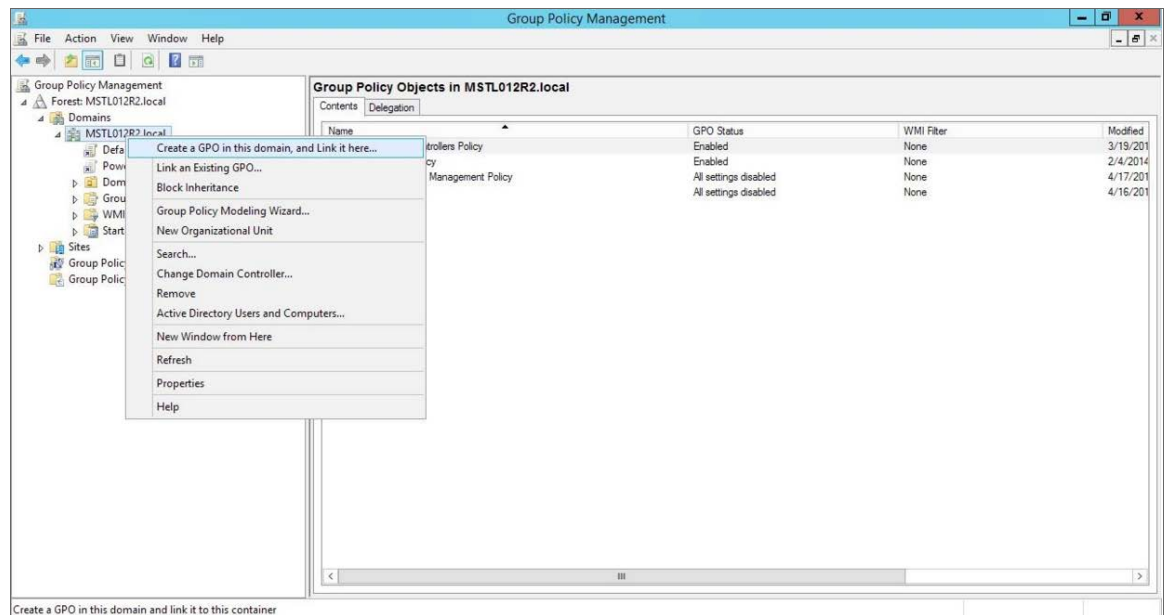 Group Policy Management
File Action View Window Help
Group Policy Management
Forest: MSTL012R2.local
Domains
MSTL012R2.local
Defa
Powe
Dom
Grou
WMI
Start
Sites
Group Polic
Group Polic
Create a GPO in this domain, and Link it here...
Link an Existing GPO...
Block Inheritance
Group Policy Modeling Wizard...
New Organizational Unit
Search...
Change Domain Controller...
Remove
Active Directory Users and Computers...
New Window from Here
Refresh
Properties
Help
Group Policy Objects in MSTL012R2.local
Contents Delegation
Name GPO Status WMI Filter Modified
trollers Policy Enabled None 3/19/201
cy Enabled None 2/4/2014
Management Policy All settings disabled None 4/17/201
All settings disabled None 4/16/201
Create a GPO in this domain and link it to this container